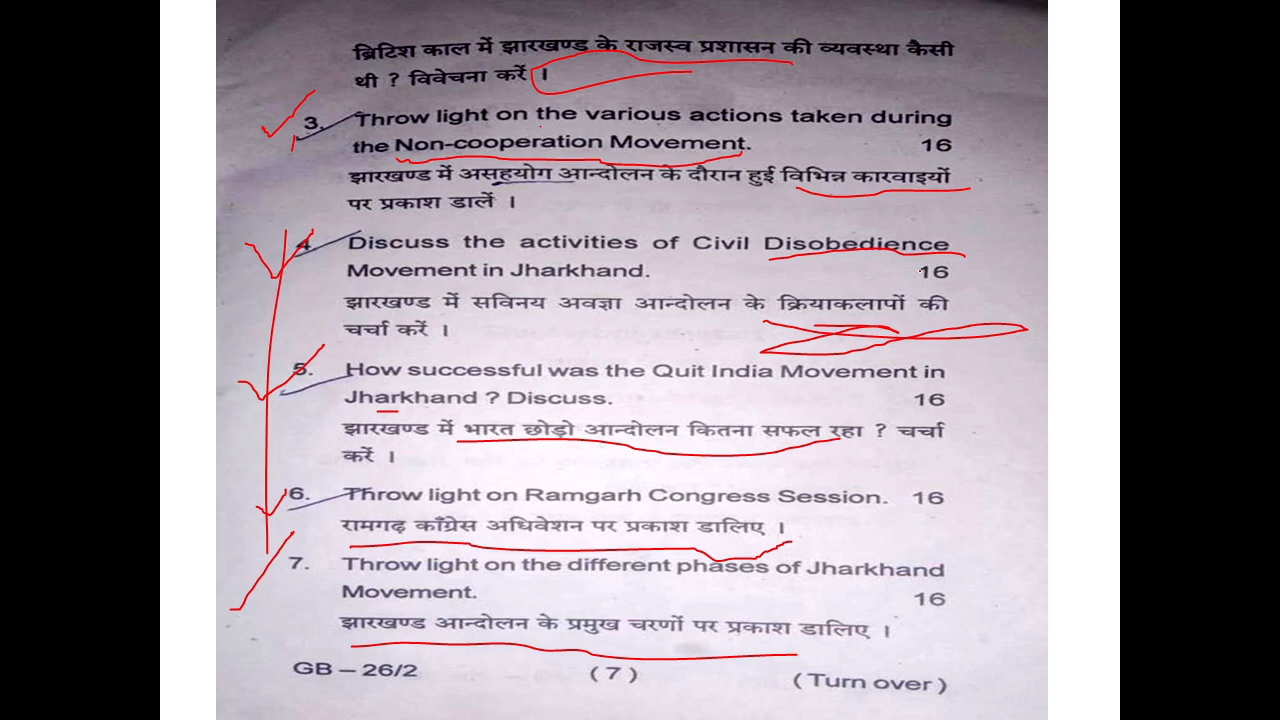 ब्रिटिश काल में झारखण्ड के राजस्व प्रशासन की व्यवस्था कैसी
थी ? विवेचना करें ।
3. Throw light on the various actions taken during
the Non-cooperation Movement. 16
झारखण्ड में असहयोग आन्दोलन के दौरान हुई विभिन्न कारवाइयों
पर प्रकाश डालें ।
4. Discuss the activities of Civil Disobedience
Movement in Jharkhand. 16
झारखण्ड में सविनय अवज्ञा आन्दोलन के क्रियाकलापों की
चर्चा करें ।
5. How successful was the Quit India Movement in
Jharkhand ? Discuss. 16
झारखण्ड में भारत छोड़ो आन्दोलन कितना सफल रहा ? चर्चा
करें ।
6. Throw light on Ramgarh Congress Session. 16
रामगढ़ काँग्रेस अधिवेशन पर प्रकाश डालिए ।
7. Throw light on the different phases of Jharkhand
Movement. 16
झारखण्ड आन्दोलन के प्रमुख चरणों पर प्रकाश डालिए ।
GB – 26/2 ( 7 ) ( Turn over )